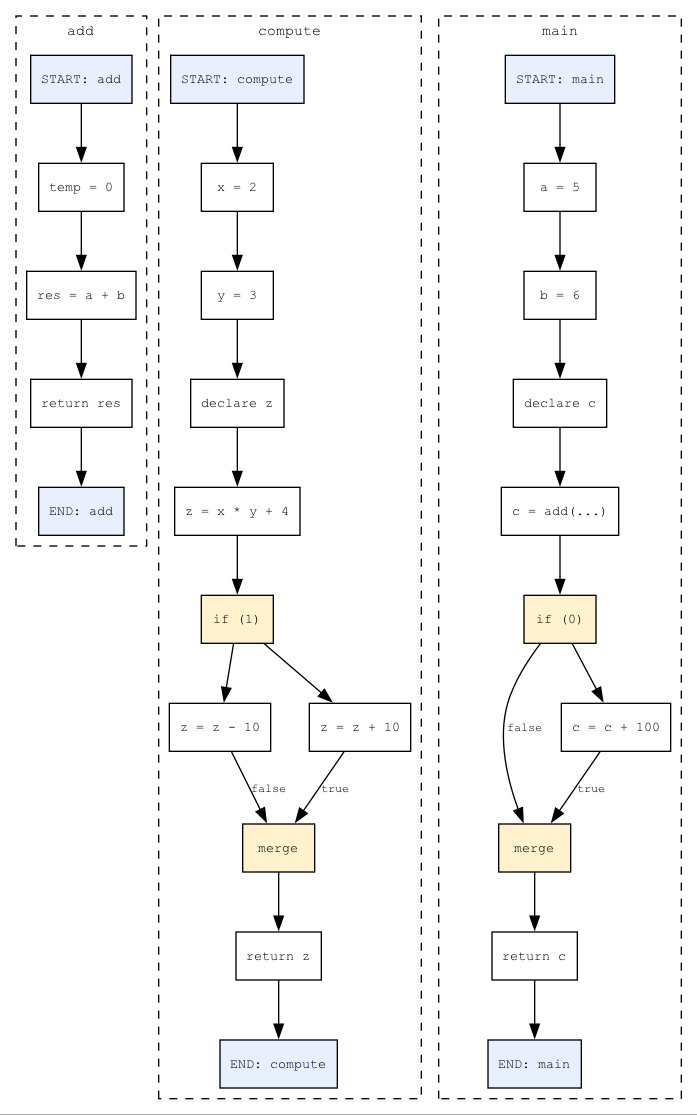 add
START: add
temp = 0
res = a + b
return res
END: add
compute
START: compute
x = 2
y = 3
declare z
z = x * y + 4
if (1)
z = z - 10
z = z + 10
false
true
merge
return z
END: compute
main
START: main
a = 5
b = 6
declare c
c = add(...)
if (0)
false
c = c + 100
true
merge
return c
END: main